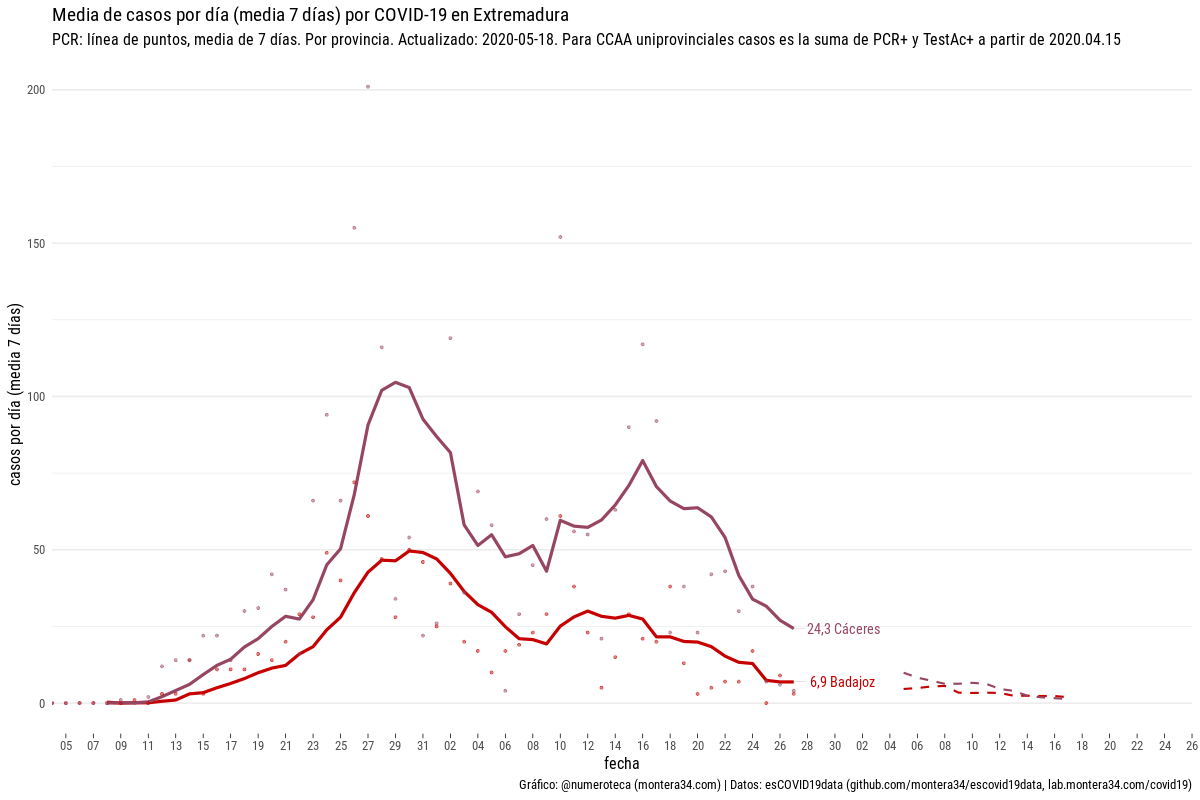 Media de casos por día (media 7 días) por COVID-19 en Extremadura
PCR: línea de puntos, media de 7 días. Por provincia. Actualizado: 2020-05-18. Para CCAA uniprovinciales casos es la suma de PCR+ y TestAc+ a partir de 2020.04.15
casos por día (media 7 días)
200
150
100
50
0
24,3 Cáceres
6,9 Badajoz
05 07 09 11 13 15 17 19 21 23 25 27 29 31 02 04 06 08 10 12 14 16 18 20 22 24 26 28 30 02 04 06 08 10 12 14 16 18 20 22 24 26
fecha
Gráfico: @numeroteca (montera34.com) | Datos: esCOVID19data (github.com/montera34/escovid19data, lab.montera34.com/covid19)